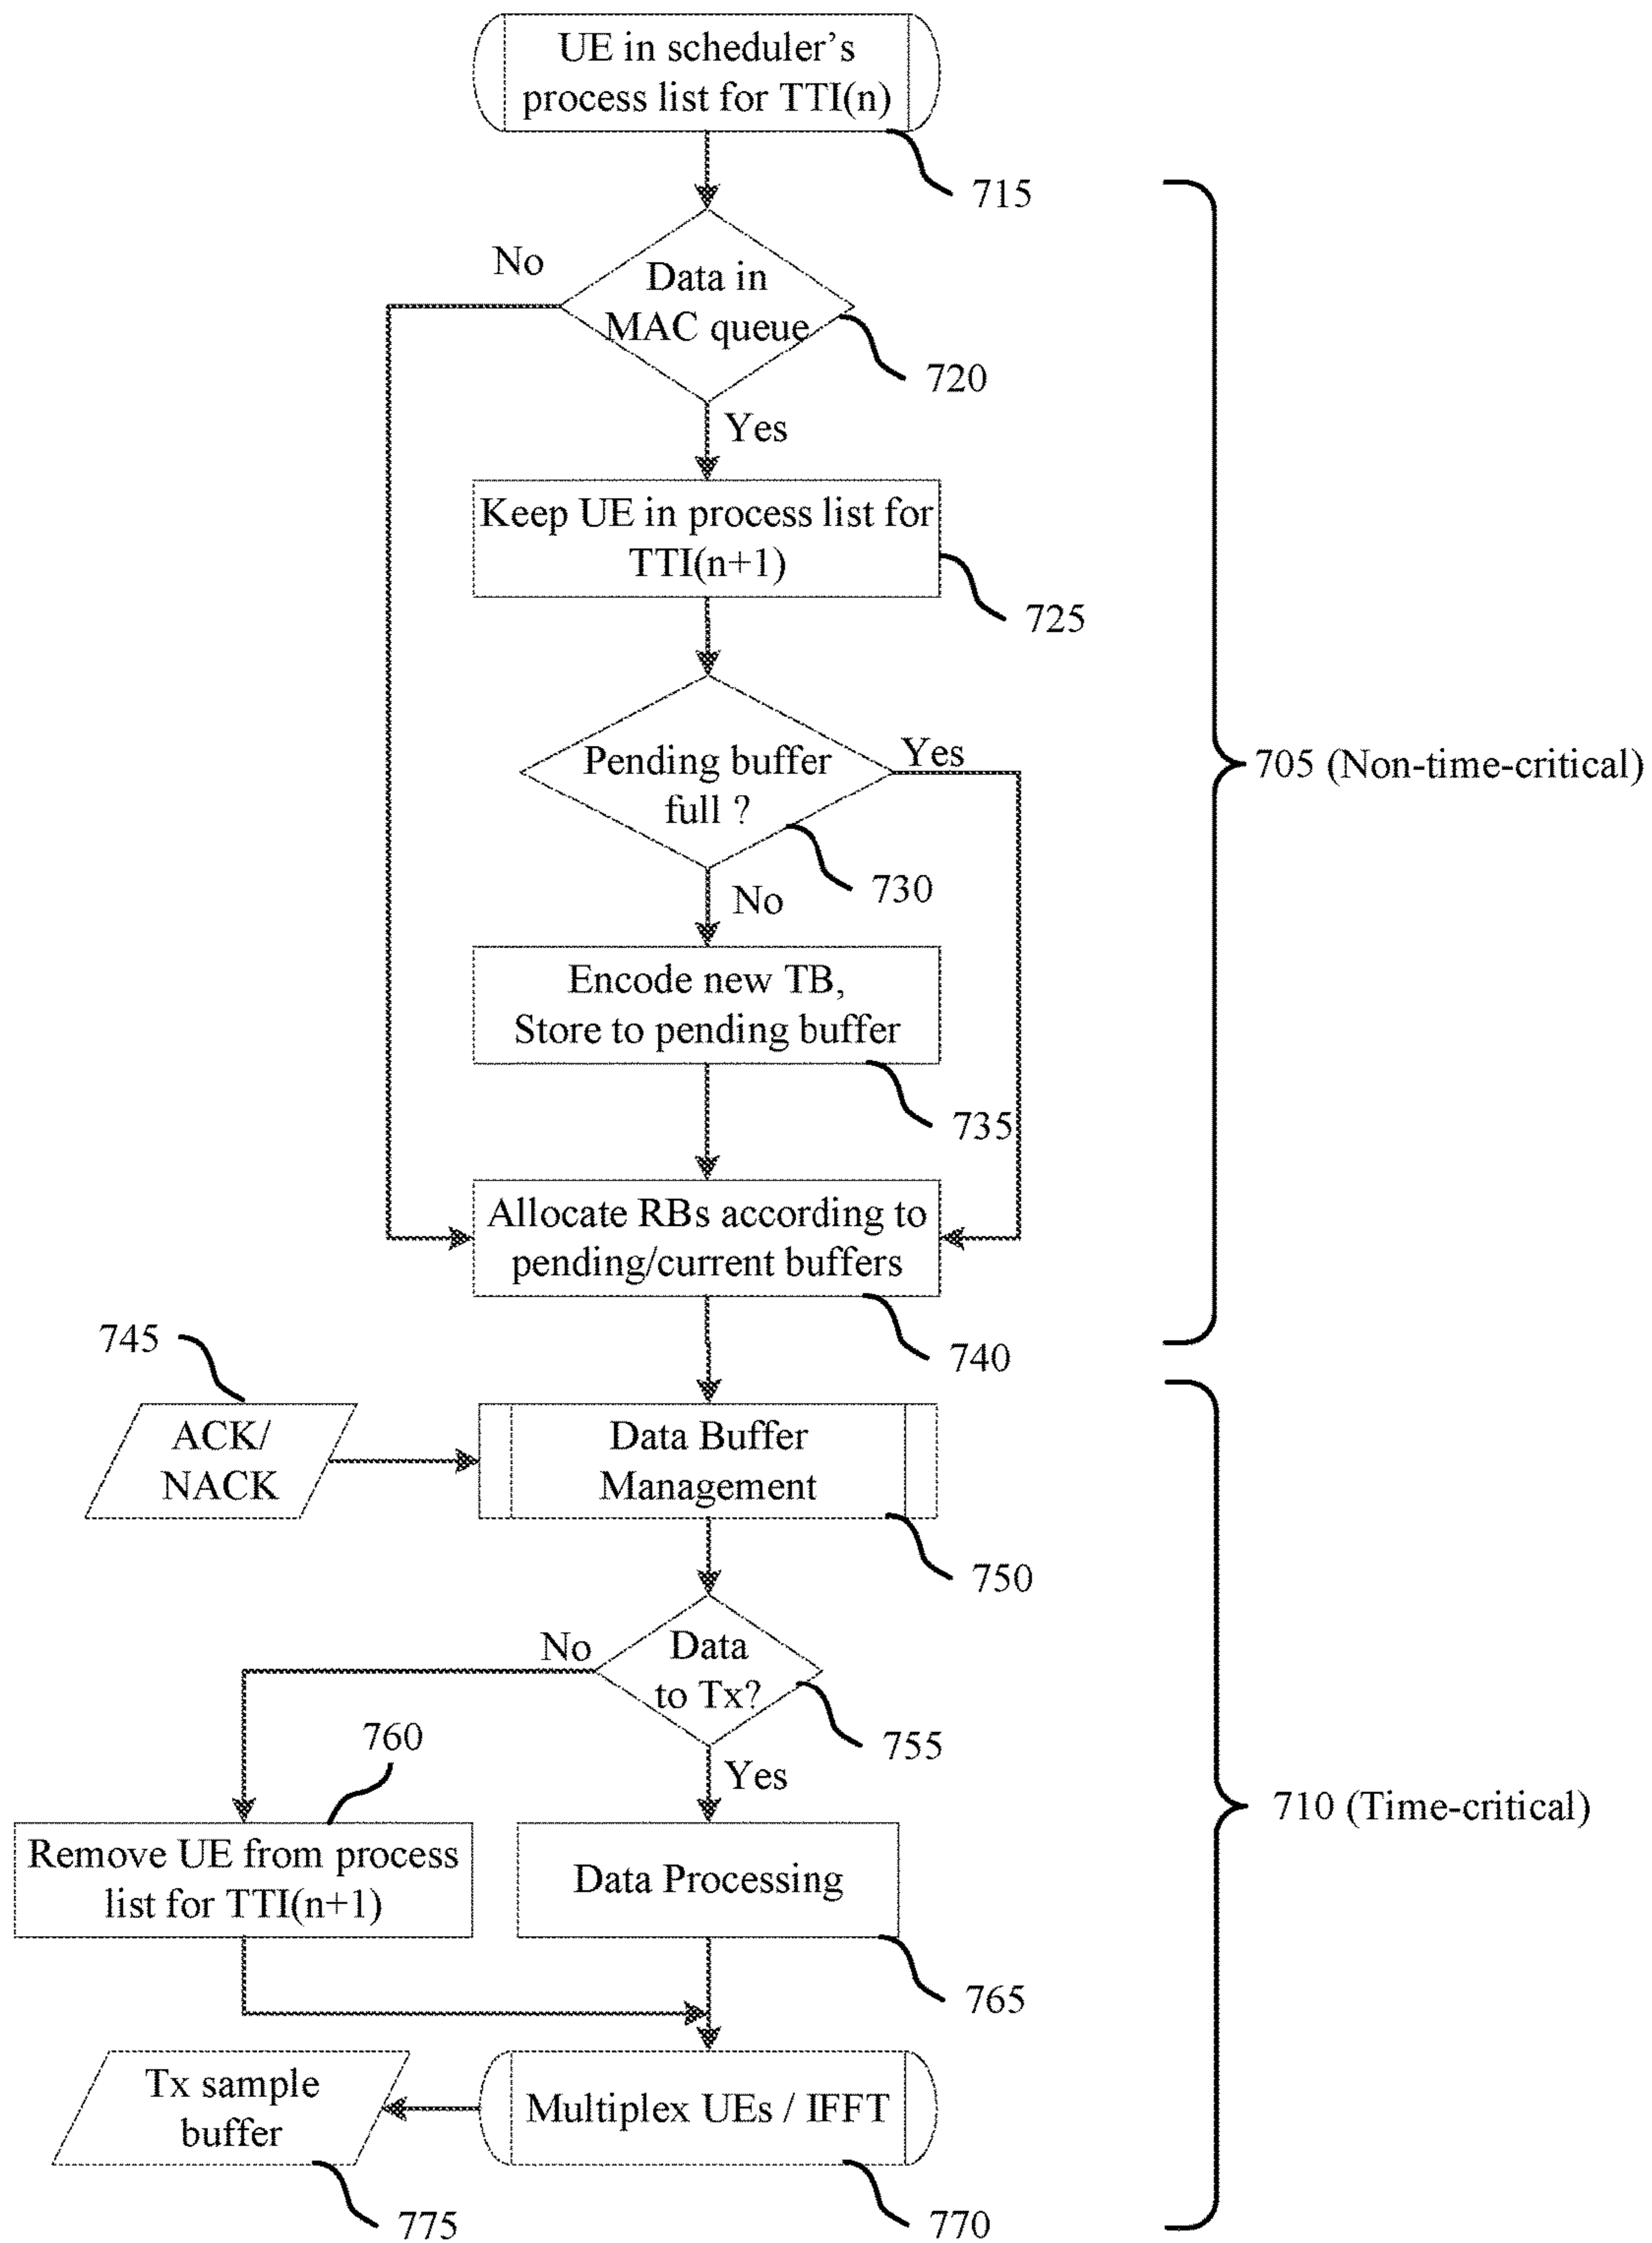 UE in scheduler’s
process list for TTI(n)
715
No
Data in
MAC queue
720
Yes
Keep UE in process list for
TTI(n+1)
725
Pending buffer
full ?
Yes
705 (Non-time-critical)
730
No
Encode new TB,
Store to pending buffer
735
Allocate RBs according to
pending/current buffers
740
745
ACK/
NACK
Data Buffer
Management
750
No
Data
to Tx?
755
760
Yes
710 (Time-critical)
Remove UE from process
list for TTI(n+1)
Data Processing
765
Tx sample
buffer
Multiplex UEs / IFFT
775
770